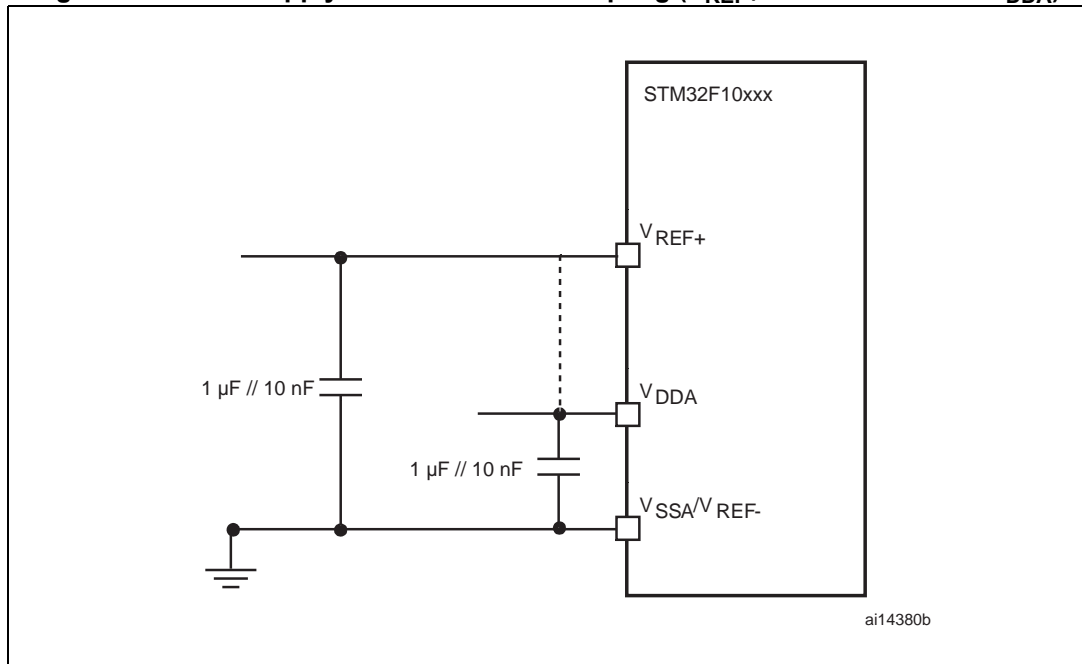 STM32F10xxx
VREF+
1 µF // 10 nF
VDDA
1 µF // 10 nF
VSSA/VREF-
ai14380b